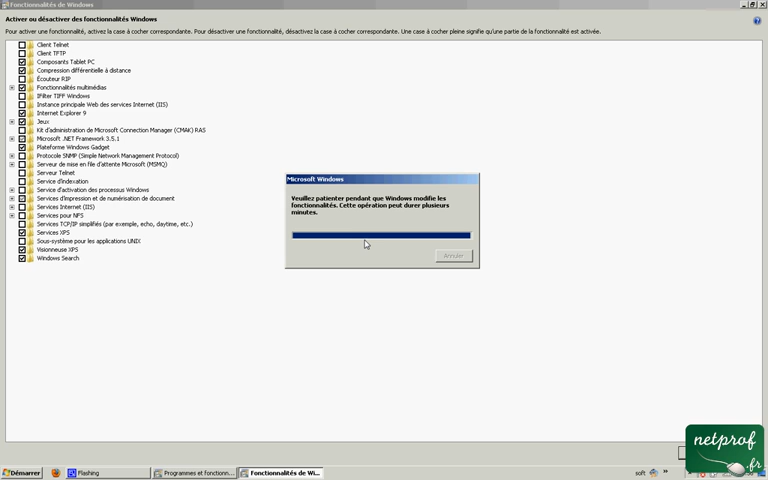 Fonctionnalités de Windows
Activer ou désactiver des fonctionnalités Windows
Pour activer une fonctionnalité, activez la case à cocher correspondante. Pour désactiver une fonctionnalité, désactivez la case à cocher correspondante. Une case à cocher pleine signifie qu'une partie de la fonctionnalité est activée.
Client Telnet
Client TFTP
Composants Tablet PC
Compression différentielle à distance
Écouteur RIP
Fonctionnalités multimédias
IFilter TIFF Windows
Instance principale Web des services Internet (IIS)
Internet Explorer 9
Jeux
Kit d'administration de Microsoft Connection Manager (CMAK) RAS
Microsoft .NET Framework 3.5.1
Plateforme Windows Gadget
Protocole SNMP (Simple Network Management Protocol)
Serveur de mise en file d'attente Microsoft (MSMQ)
Serveur Telnet
Service d'indexation
Service d'activation des processus Windows
Services d'impression et de numérisation de document
Services Internet (IIS)
Services pour NFS
Services TCP/IP simplifiés (par exemple, echo, daytime, etc.)
Services XPS
Sous-système pour les applications UNIX
Visionneuse XPS
Windows Search
Microsoft Windows
Veuillez patienter pendant que Windows modifie les
fonctionnalités. Cette opération peut durer plusieurs
minutes.
Annuler
netprof
.fr
Démarrer
Flashing
Programmes et fonctionn...
Fonctionnalités de Wi...
soft